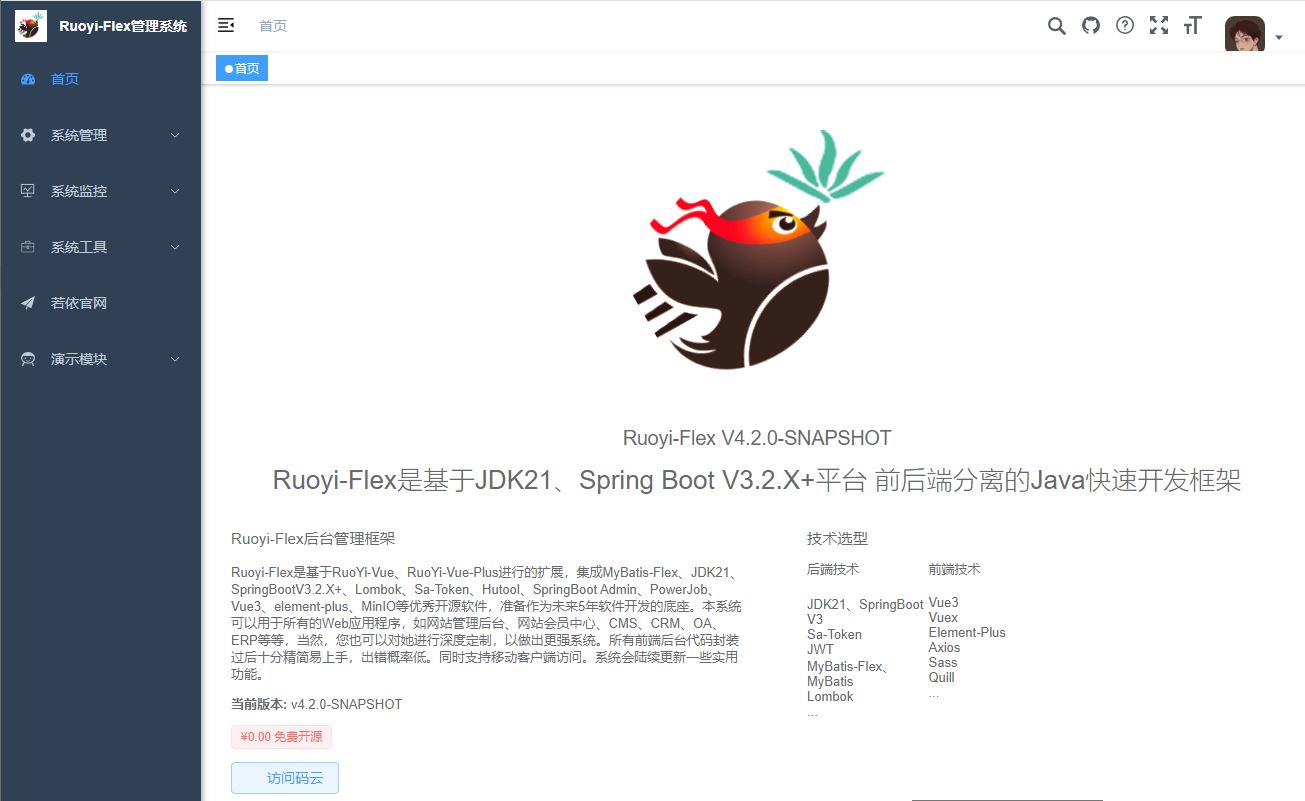 Ruoyi-Flex管理系统
首页
系统管理
系统监控
系统工具
若依官网
演示模块
首页
首页
Ruoyi-Flex V4.2.0-SNAPSHOT
Ruoyi-Flex是基于JDK21、Spring Boot V3.2.X+平台 前后端分离的Java快速开发框架
Ruoyi-Flex后台管理框架
Ruoyi-Flex是基于RuoYi-Vue、RuoYi-Vue-Plus进行的扩展，集成MyBatis-Flex、JDK21、
SpringBootV3.2.X+、Lombok、Sa-Token、Hutool、SpringBoot Admin、PowerJob、
Vue3、element-plus、MinIO等优秀开源软件，准备作为未来5年软件开发的底座。本系统
可以用于所有的Web应用程序，如网站管理后台、网站会员中心、CMS、CRM、OA、
ERP等等，当然，您也可以对她进行深度定制，以做出更强系统。所有前端后台代码封装
过后十分精简易上手，出错概率低。同时支持移动客户端访问。系统会陆续更新一些实用
功能。
当前版本: v4.2.0-SNAPSHOT
¥0.00 免费开源
访问码云
技术选型
后端技术
JDK21、SpringBoot
V3
Sa-Token
JWT
MyBatis-Flex、
MyBatis
Lombok
...
前端技术
Vue3
Vuex
Element-Plus
Axios
Sass
Quill
...